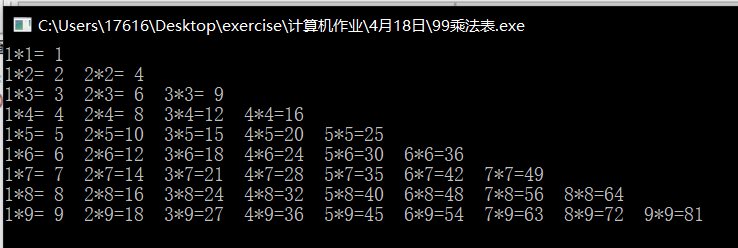 C:\Users\17616\Desktop\exercise\计算机作业\4月18日\99乘法表.exe
1*1= 1
1*2= 2  2*2= 4
1*3= 3  2*3= 6  3*3= 9
1*4= 4  2*4= 8  3*4=12  4*4=16
1*5= 5  2*5=10  3*5=15  4*5=20  5*5=25
1*6= 6  2*6=12  3*6=18  4*6=24  5*6=30  6*6=36
1*7= 7  2*7=14  3*7=21  4*7=28  5*7=35  6*7=42  7*7=49
1*8= 8  2*8=16  3*8=24  4*8=32  5*8=40  6*8=48  7*8=56  8*8=64
1*9= 9  2*9=18  3*9=27  4*9=36  5*9=45  6*9=54  7*9=63  8*9=72  9*9=81